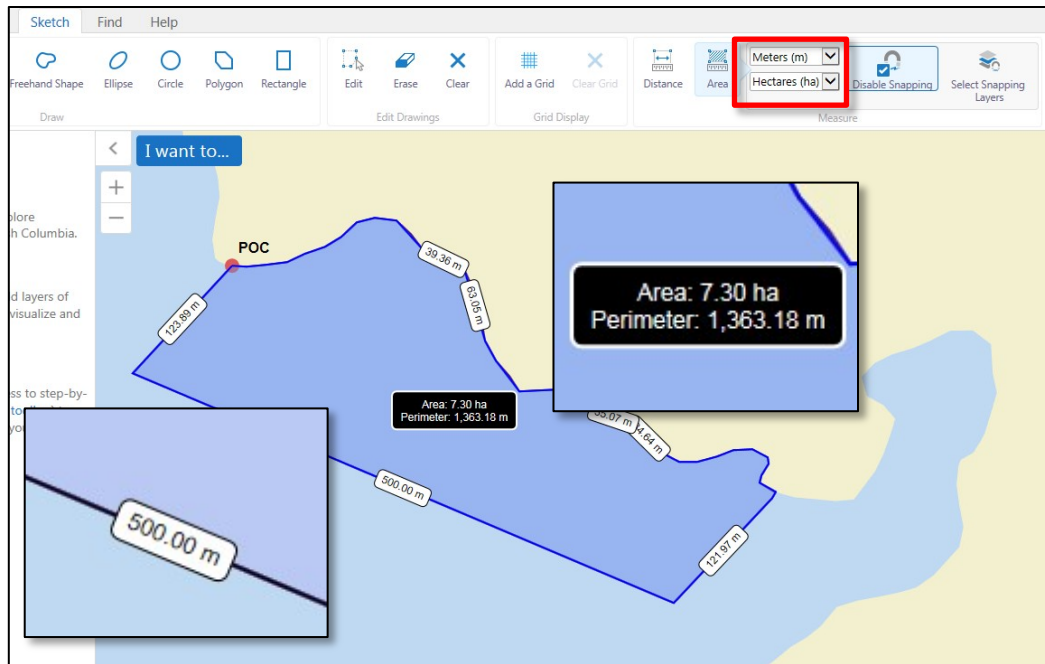 Sketch Find Help
Meters (m)
Hectares (ha)
Freehand Shape Ellipse Circle Polygon Rectangle Edit Erase Clear Add a Grid Clear Grid Distance Area Disable Snapping Select Snapping
Layers
Draw Edit Drawings Grid Display Measure
I want to...
h Columbia.
d layers of
visualize and
ss to step-by-
POC
39.36 m
63.05 m
123.89 m
Area: 7.30 ha
Perimeter: 1,363.18 m
Area: 7.30 ha
Perimeter: 1,363.18 m
500.00 m
500.00 m
121.97 m